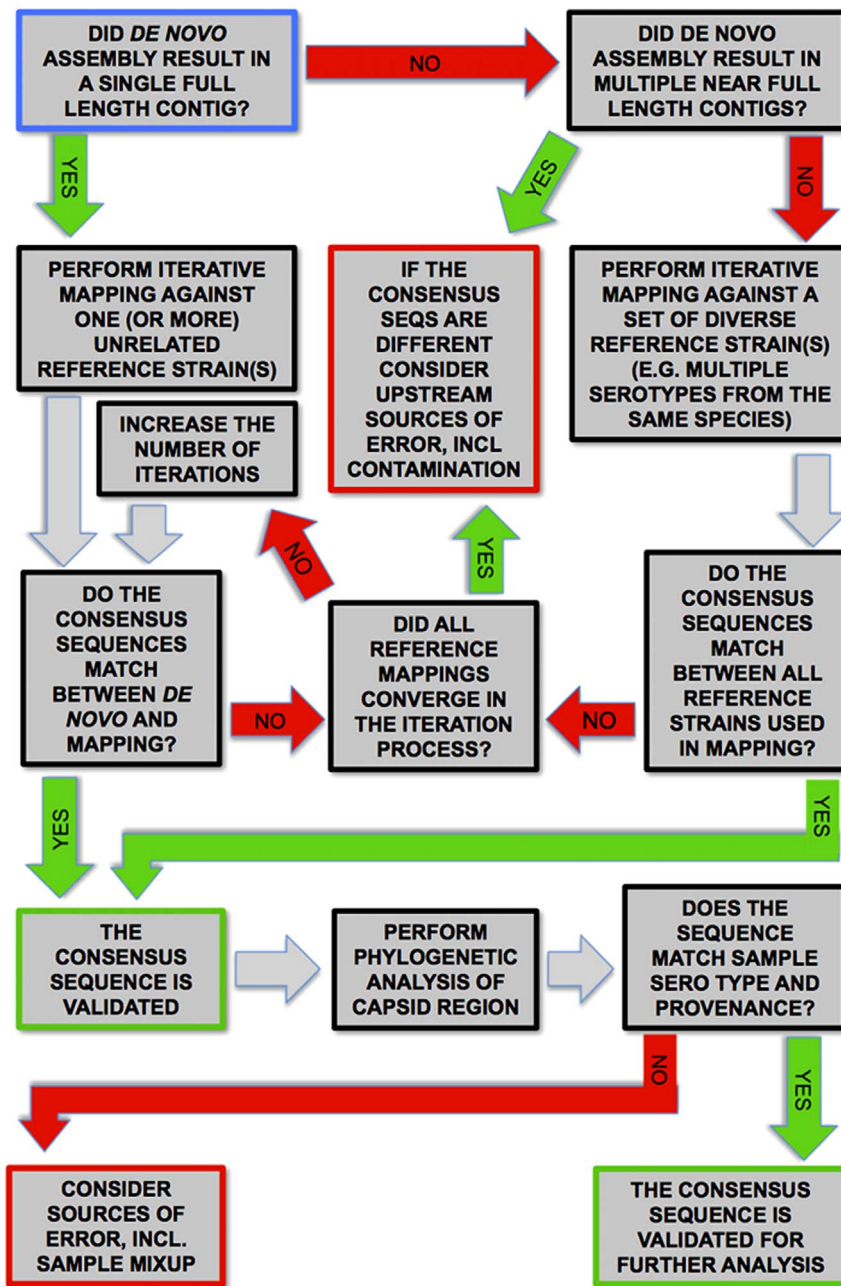 DID DE NOVO
ASSEMBLY RESULT IN
A SINGLE FULL
LENGTH CONTIG?
NO
DID DE NOVO
ASSEMBLY RESULT IN
MULTIPLE NEAR FULL
LENGTH CONTIGS?
YES
YES
NO
PERFORM ITERATIVE
MAPPING AGAINST
ONE (OR MORE)
UNRELATED
REFERENCE STRAIN(S)
IF THE
CONSENSUS
SEQS ARE
DIFFERENT
CONSIDER
UPSTREAM
SOURCES OF
ERROR, INCL
CONTAMINATION
PERFORM ITERATIVE
MAPPING AGAINST A
SET OF DIVERSE
REFERENCE STRAIN(S)
(E.G. MULTIPLE
SEROTYPES FROM THE
SAME SPECIES)
INCREASE THE
NUMBER OF
ITERATIONS
NO
YES
DO THE
CONSENSUS
SEQUENCES
MATCH
BETWEEN DE
NOVO AND
MAPPING?
NO
DID ALL
REFERENCE
MAPPINGS
CONVERGE IN
THE ITERATION
PROCESS?
NO
DO THE
CONSENSUS
SEQUENCES
MATCH
BETWEEN ALL
REFERENCE
STRAINS USED
IN MAPPING?
YES
YES
THE
CONSENSUS
SEQUENCE IS
VALIDATED
PERFORM
PHYLOGENETIC
ANALYSIS OF
CAPSID REGION
DOES THE
SEQUENCE
MATCH SAMPLE
SERO TYPE AND
PROVENANCE?
NO
YES
CONSIDER
SOURCES OF
ERROR, INCL.
SAMPLE MIXUP
THE CONSENSUS
SEQUENCE IS
VALIDATED FOR
FURTHER ANALYSIS